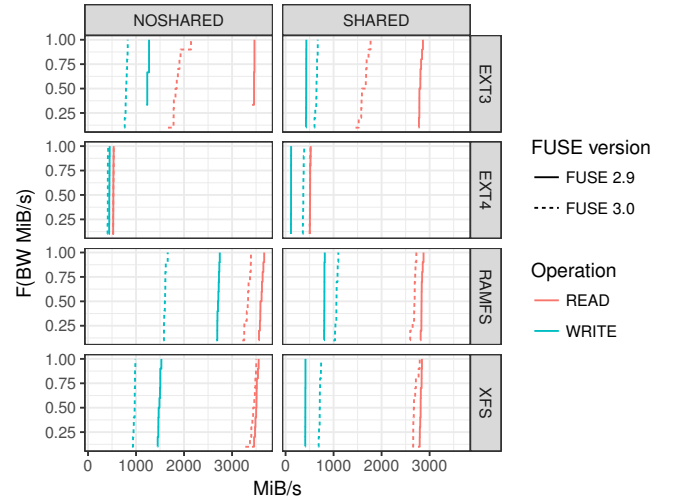 NOSHARED SHARED
1.00
0.75
0.50
0.25
EXT3
1.00
0.75
0.50
0.25
EXT4
1.00
0.75
0.50
0.25
RAMFS
1.00
0.75
0.50
0.25
XFS
0 1000 2000 3000 0 1000 2000 3000
MiB/s
F(BW MiB/s)
FUSE version
FUSE 2.9
FUSE 3.0
Operation
READ
WRITE